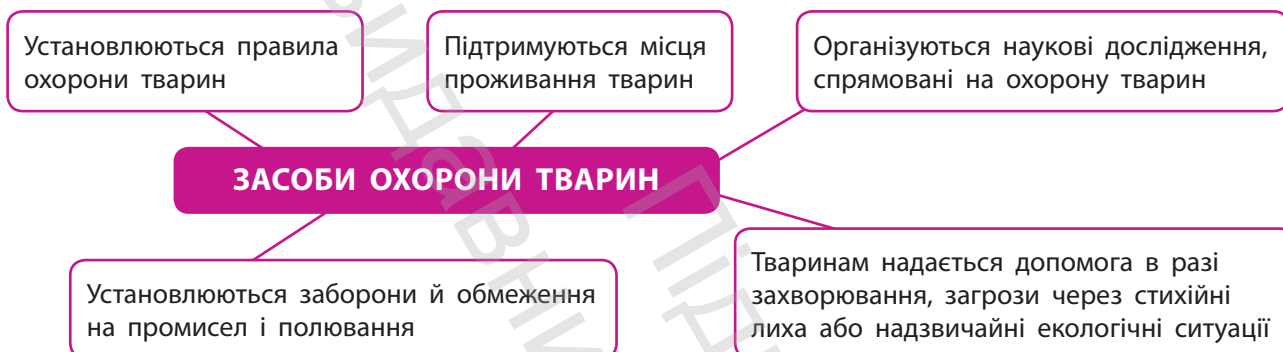 Установлюються правила
охорони тварин
Підтримуються місця
проживання тварин
Організуються наукові дослідження,
спрямовані на охорону тварин
ЗАСОБИ ОХОРОНИ ТВАРИН
Установлюються заборони й обмеження
на промисел і полювання
Тваринам надається допомога в разі
захворювання, загрози через стихійні
лиха або надзвичайні екологічні ситуації